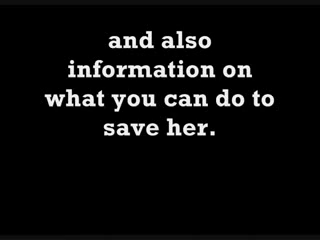 and also
information on
what you can do to
save her.